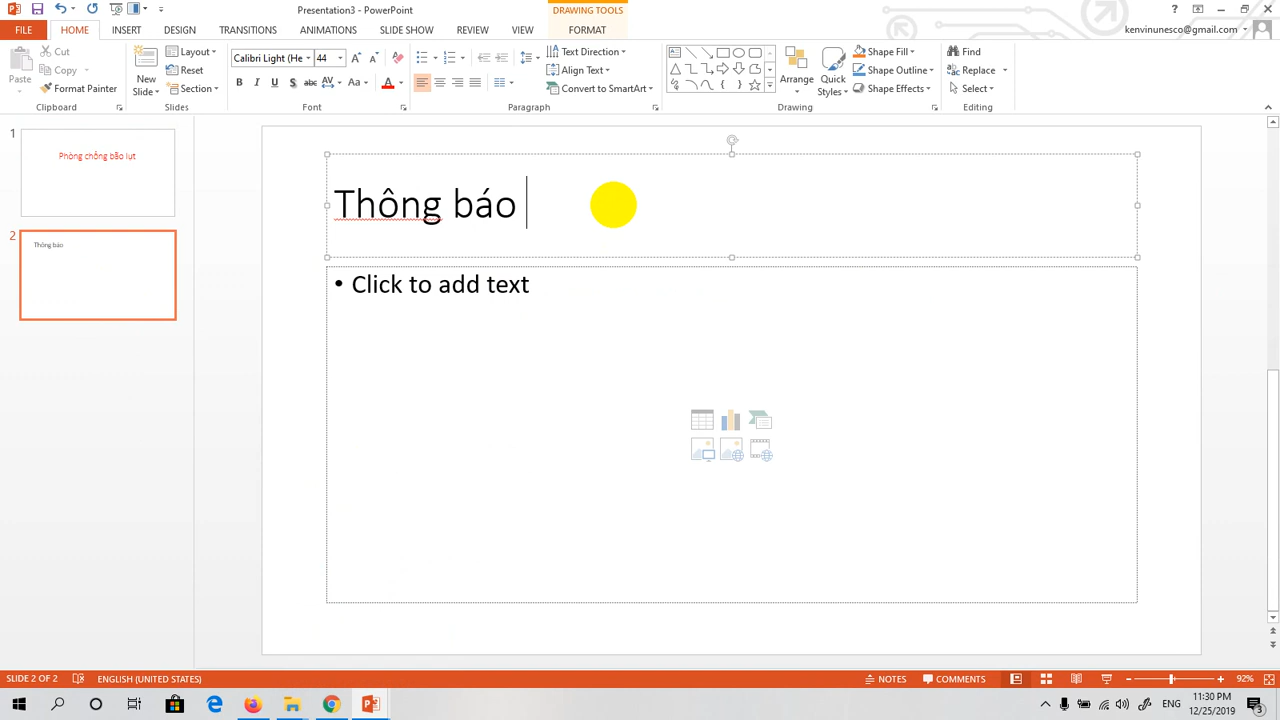 Presentation3 - PowerPoint
DRAWING TOOLS
FILE HOME INSERT DESIGN TRANSITIONS ANIMATIONS SLIDE SHOW REVIEW VIEW FORMAT
kenvinunesco@gmail.com
Paste
Cut
Copy
Format Painter
Clipboard
New Slide
Layout
Reset
Section
Slides
Calibri Light (He 44
B I U S abc AV Aa A
Font
Text Direction
Align Text
Convert to SmartArt
Paragraph
Arrange
Quick Styles
Shape Fill
Shape Outline
Shape Effects
Drawing
Find
Replace
Select
Editing
1
Phòng chống bão lụt
2
Thông báo
Thông báo
• Click to add text
SLIDE 2 OF 2
ENGLISH (UNITED STATES)
NOTES
COMMENTS
92%
ENG
11:30 PM
12/25/2019
3